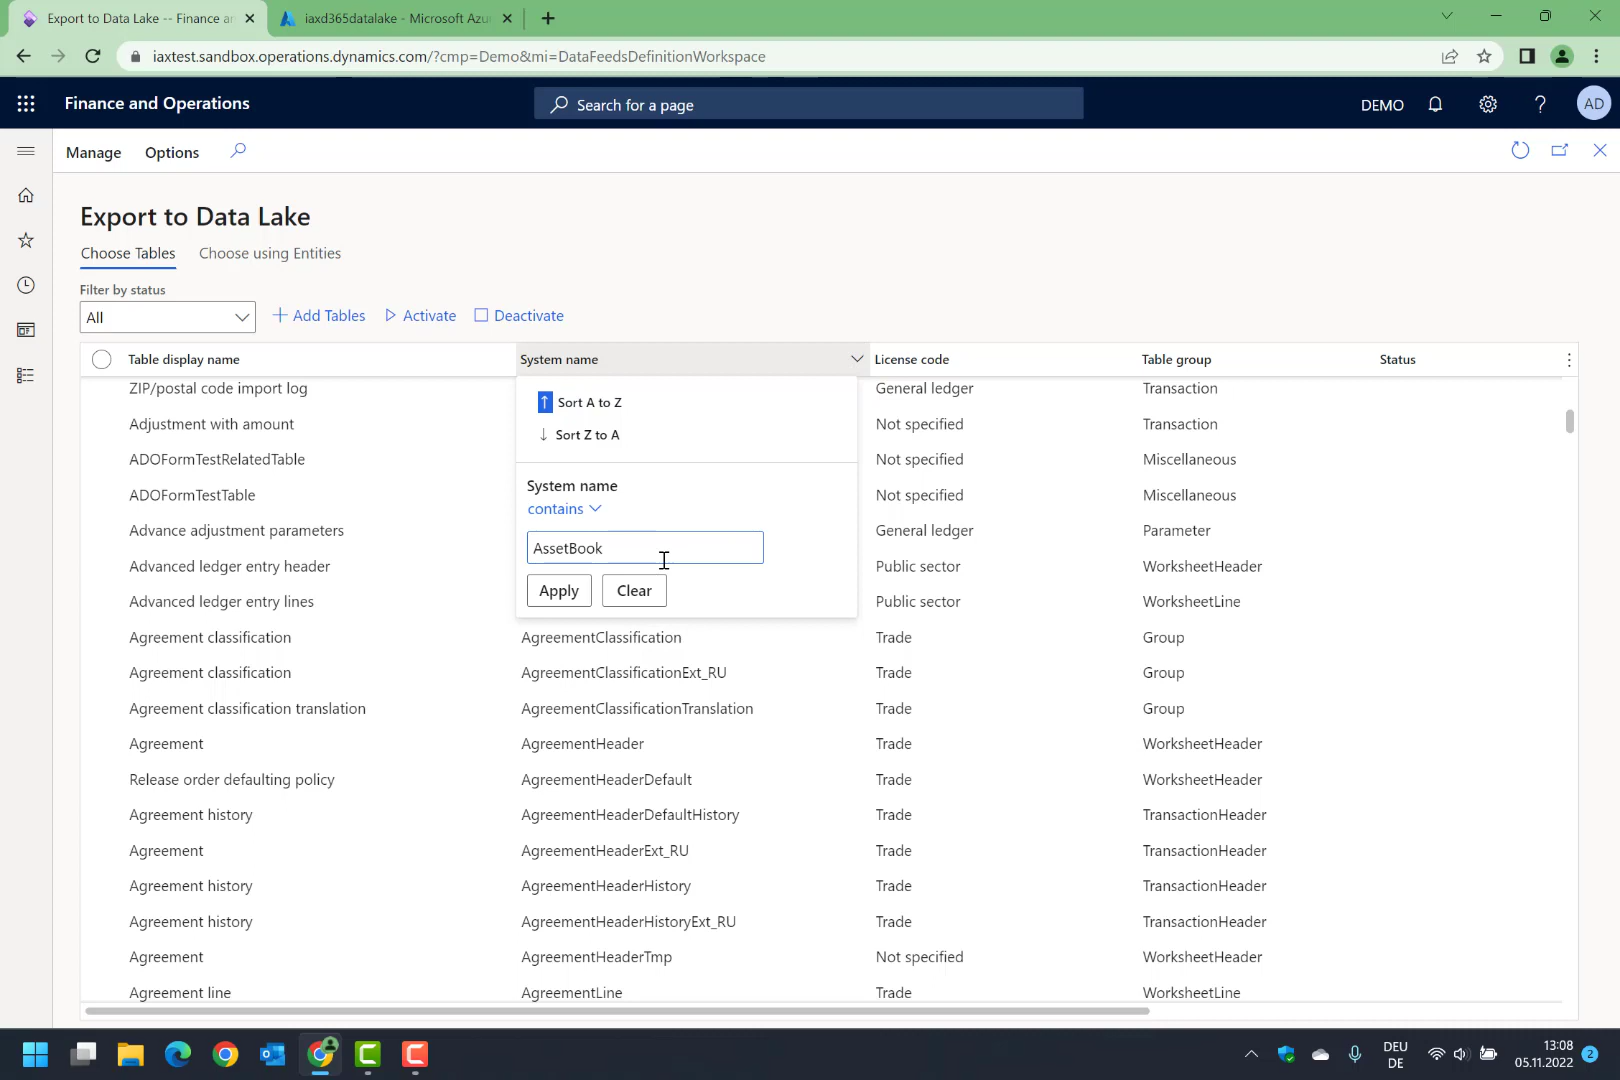 Export to Data Lake -- Finance an
iaxd365datalake - Microsoft Azu
iaxtest.sandbox.operations.dynamics.com/?cmp=Demo&mi=DataFeedsDefinitionWorkspace
Finance and Operations
Search for a page
DEMO
AD
Manage
Options
Export to Data Lake
Choose Tables
Choose using Entities
Filter by status
All
Add Tables
Activate
Deactivate
Table display name
System name
License code
Table group
Status
Sort A to Z
Sort Z to A
System name
contains
AssetBook
Apply
Clear
ZIP/postal code import log
General ledger
Transaction
Adjustment with amount
Not specified
Transaction
ADOFormTestRelatedTable
Not specified
Miscellaneous
ADOFormTestTable
Not specified
Miscellaneous
Advance adjustment parameters
General ledger
Parameter
Advanced ledger entry header
Public sector
WorksheetHeader
Advanced ledger entry lines
Public sector
WorksheetLine
Agreement classification
AgreementClassification
Trade
Group
Agreement classification
AgreementClassificationExt_RU
Trade
Group
Agreement classification translation
AgreementClassificationTranslation
Trade
Group
Agreement
AgreementHeader
Trade
WorksheetHeader
Release order defaulting policy
AgreementHeaderDefault
Trade
WorksheetHeader
Agreement history
AgreementHeaderDefaultHistory
Trade
TransactionHeader
Agreement
AgreementHeaderExt_RU
Trade
TransactionHeader
Agreement history
AgreementHeaderHistory
Trade
TransactionHeader
Agreement history
AgreementHeaderHistoryExt_RU
Trade
TransactionHeader
Agreement
AgreementHeaderTmp
Not specified
WorksheetHeader
Agreement line
AgreementLine
Trade
WorksheetLine
DEU
DE
13:08
05.11.2022
2